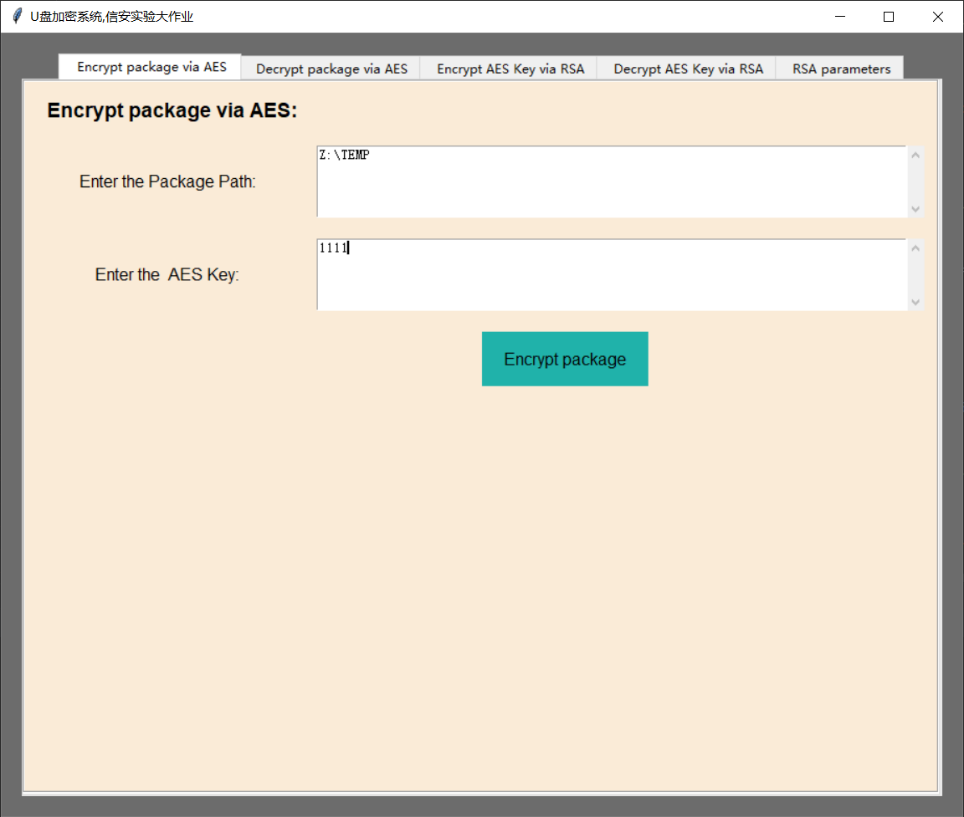 U盘加密系统,信安实验大作业
Encrypt package via AES
Decrypt package via AES
Encrypt AES Key via RSA
Decrypt AES Key via RSA
RSA parameters
Encrypt package via AES:
Enter the Package Path:
Z:\TEMP
Enter the  AES Key:
1111
Encrypt package